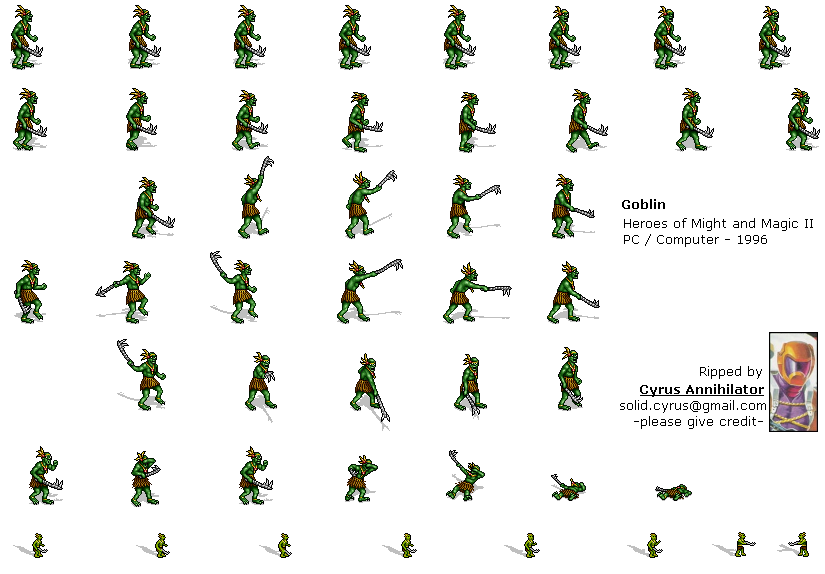 Goblin
Heroes of Might and Magic II
PC / Computer - 1996
Ripped by
Cyrus Annihilator
solid.cyrus@gmail.com
-please give credit-